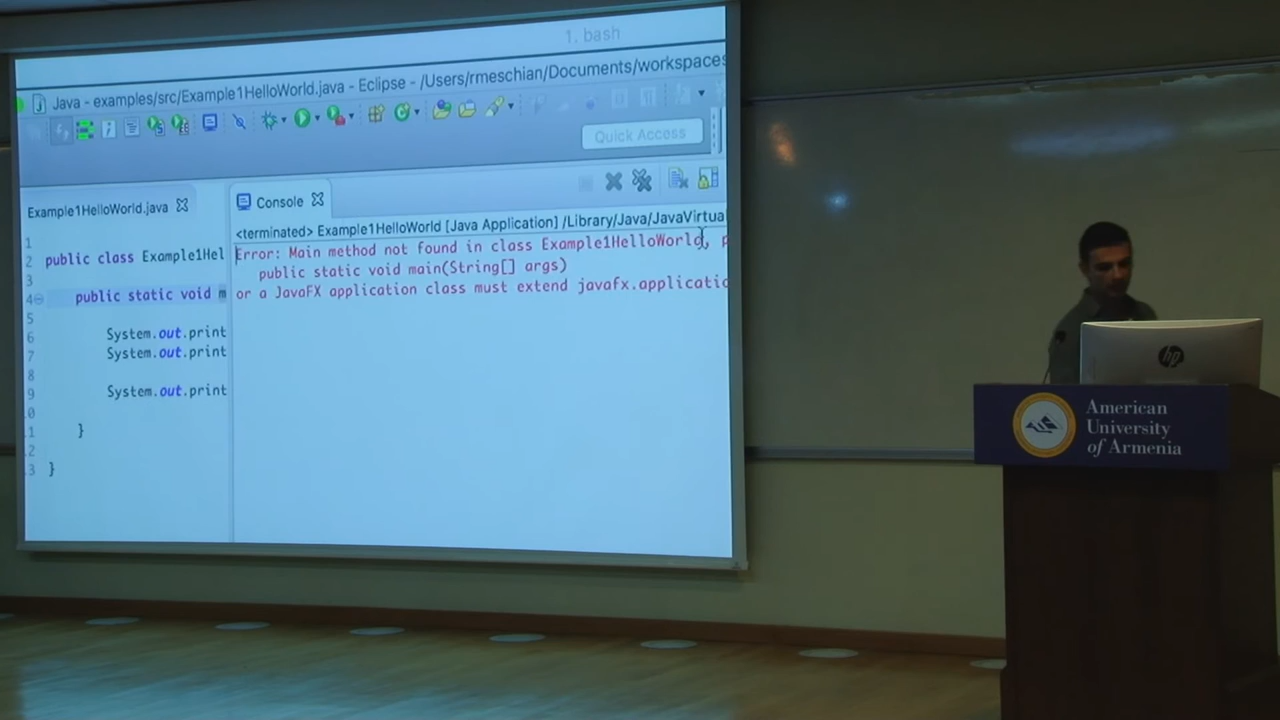 1. bash
Java - examples/src/Example1HelloWorld.java - Eclipse - /Users/rmeschian/Documents/workspaces
Quick Access
Example1HelloWorld.java
Console
<terminated> Example1HelloWorld [Java Application] /Library/Java/JavaVirtua
Error: Main method not found in class Example1HelloWorld, p
public static void main(String[] args)
or a JavaFX application class must extend javafx.applicatio
1
2 public class Example1Hel
3
4 public static void m
5
6 System.out.print
7 System.out.print
8
9 System.out.print
0
1 }
2
3 }
hp
American
University
of Armenia